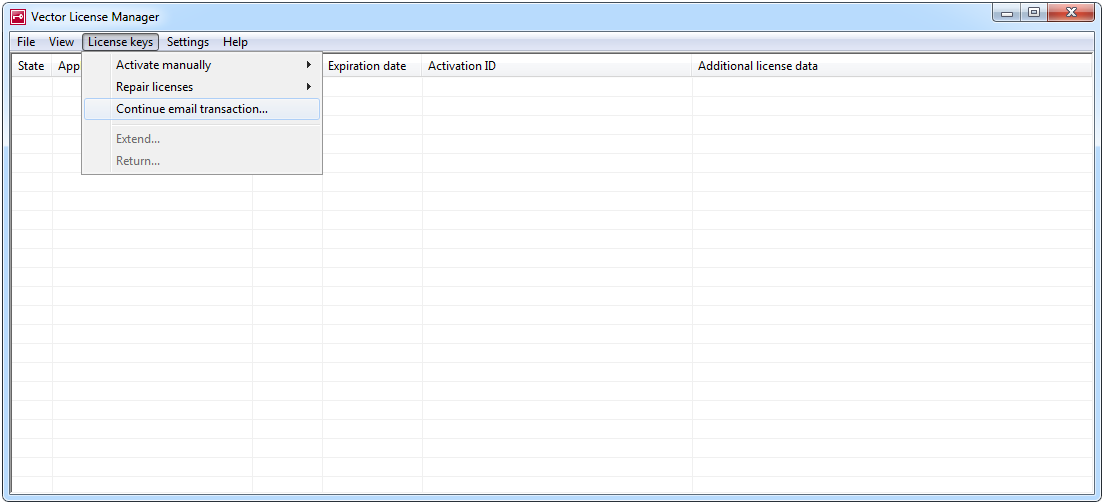 Vector License Manager
File View License keys Settings Help
State App Expiration date Activation ID Additional license data
Activate manually
Repair licenses
Continue email transaction...
Extend...
Return...